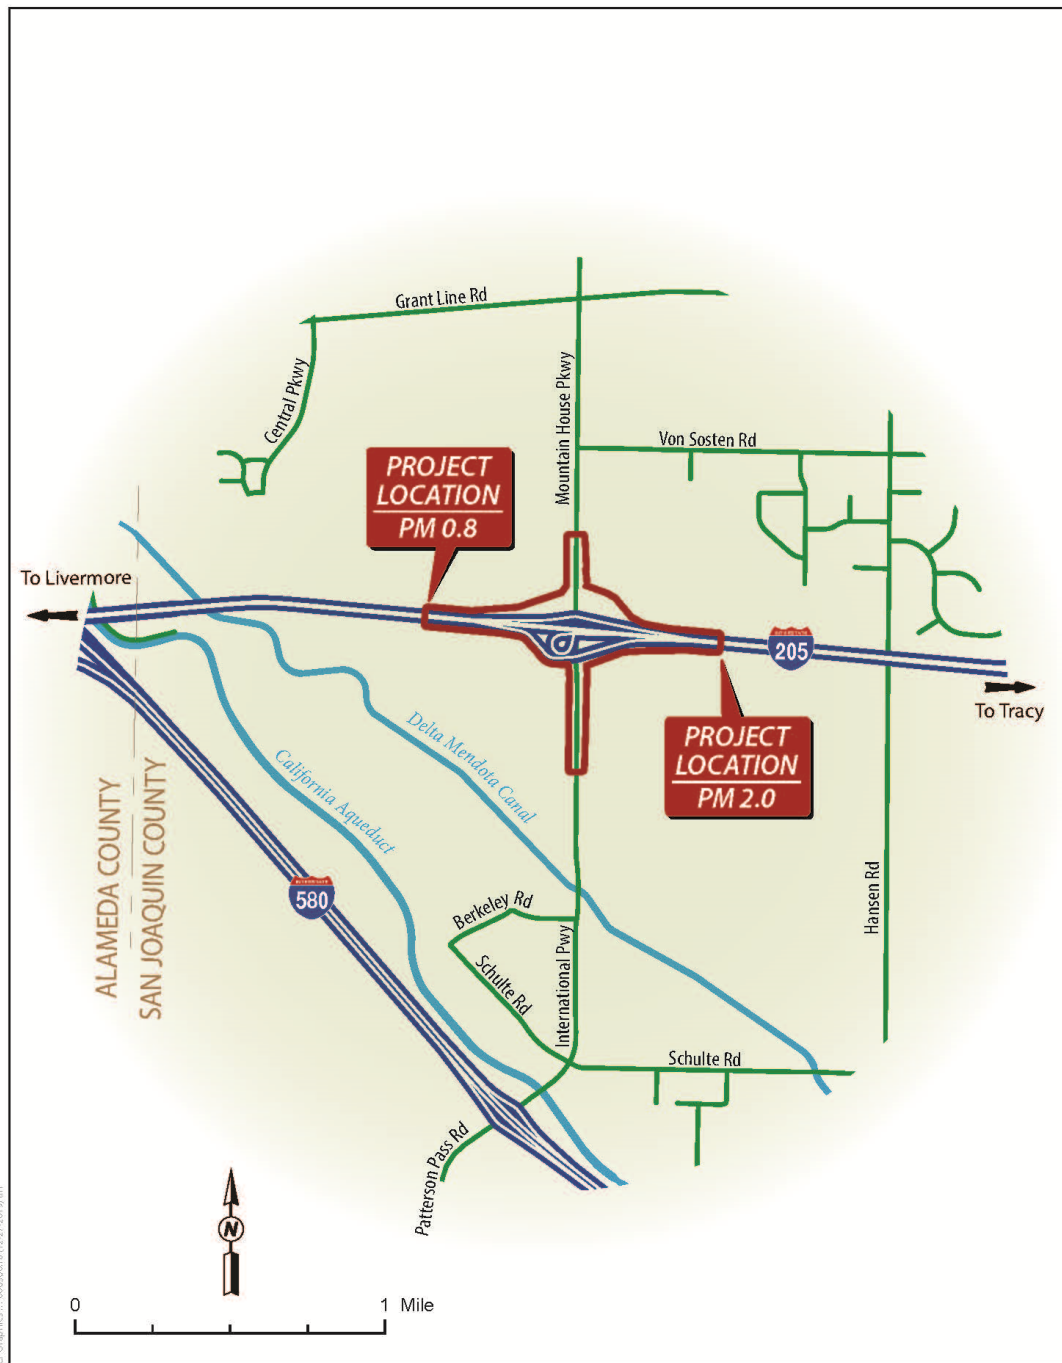 Grant Line Rd
Central Pkwy
Mountain House Pkwy
Von Sosten Rd
PROJECT
LOCATION
PM 0.8
To Livermore
205
To Tracy
PROJECT
LOCATION
PM 2.0
Delta Mendota Canal
California Aqueduct
ALAMEDA COUNTY
SAN JOAQUIN COUNTY
580
Hansen Rd
Berkeley Rd
Schulte Rd
International Pwy
Schulte Rd
Patterson Pass Rd
N
0
1 Mile